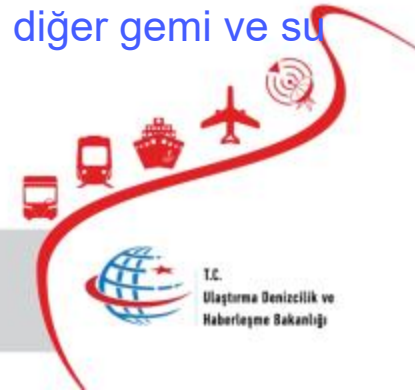 diğer gemi ve su
T.C.
Ulaştırma Denizcilik ve
Haberleşme Bakanlığı